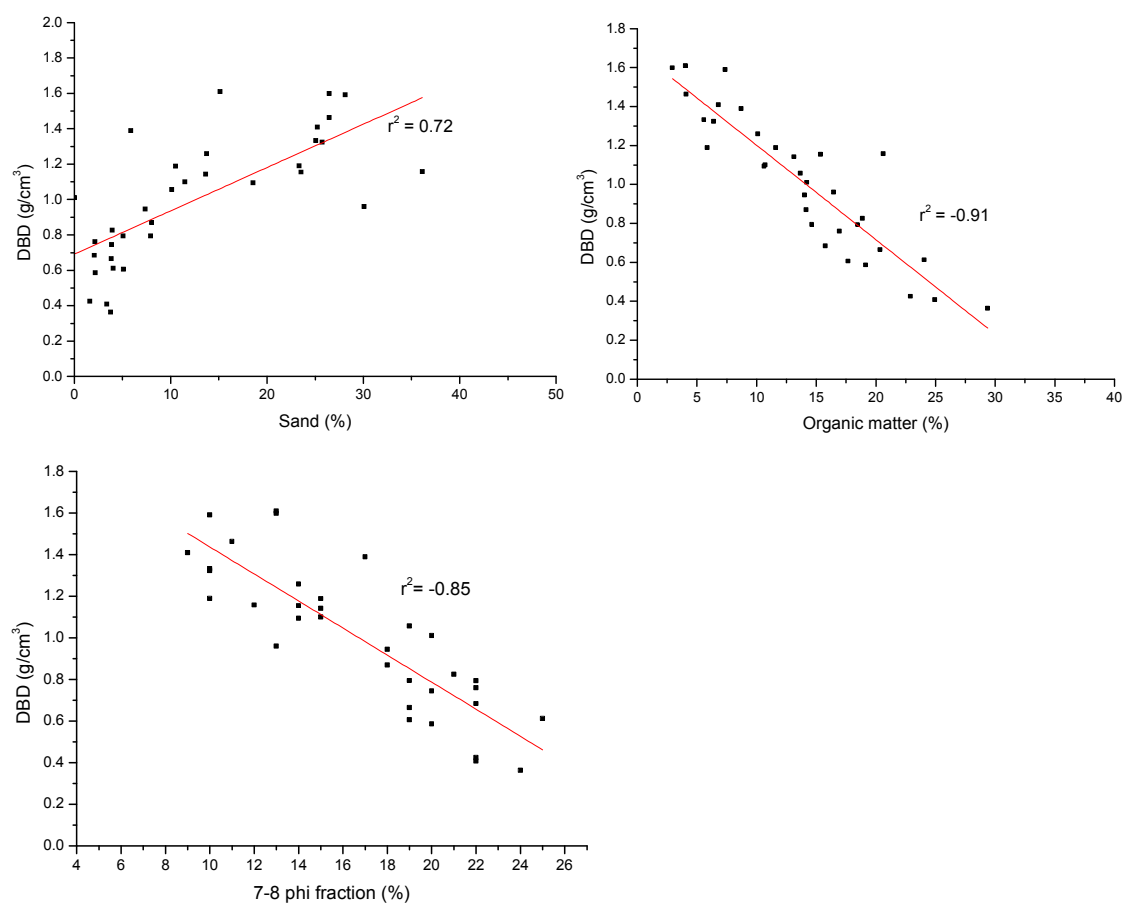 2.0
1.8
1.6
1.4
1.2
1.0
0.8
0.6
0.4
0.2
0.0
DBD (g/cm³)
r² = 0.72
0 10 20 30 40 50
Sand (%)
1.8
1.6
1.4
1.2
1.0
0.8
0.6
0.4
0.2
0.0
DBD (g/cm³)
r² = -0.91
0 5 10 15 20 25 30 35 40
Organic matter (%)
1.8
1.6
1.4
1.2
1.0
0.8
0.6
0.4
0.2
0.0
DBD (g/cm³)
r²= -0.85
4 6 8 10 12 14 16 18 20 22 24 26
7-8 phi fraction (%)